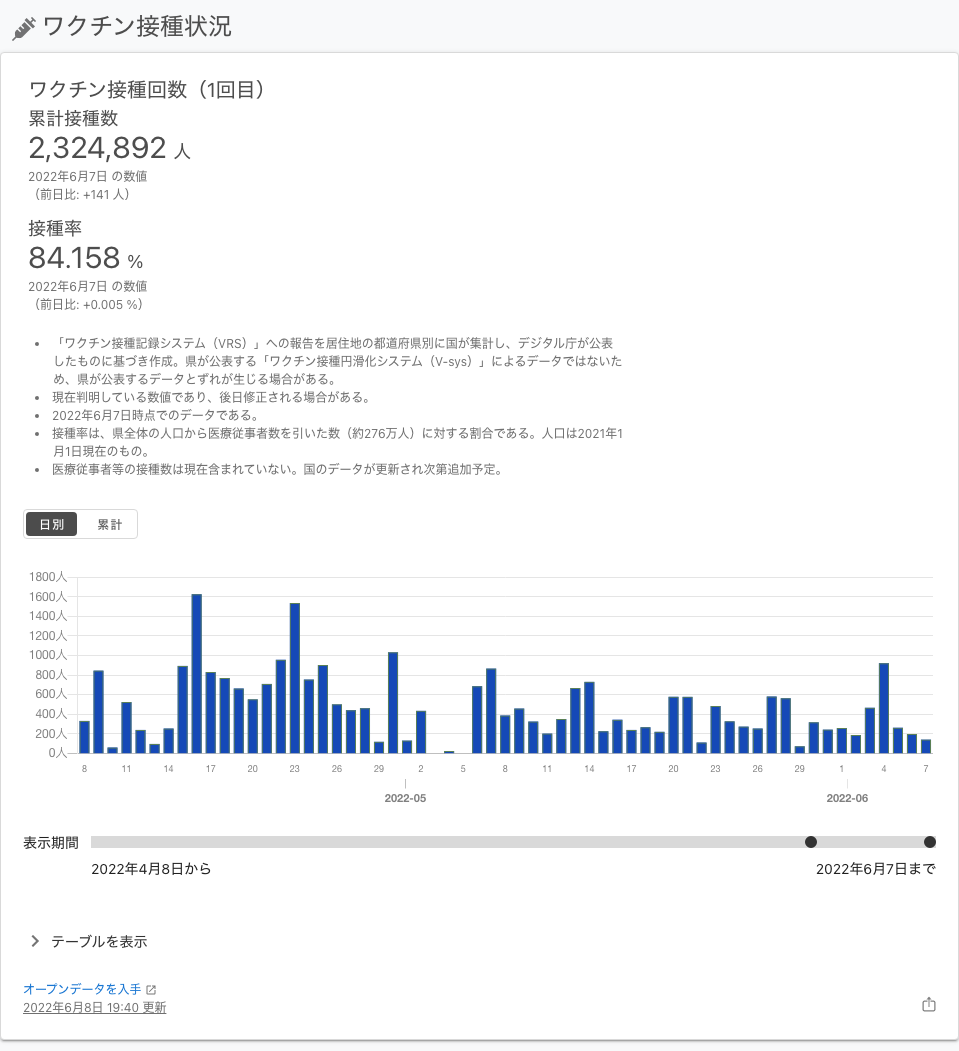 ワクチン接種状況
ワクチン接種回数（1回目）
累計接種数
2,324,892 人
2022年6月7日 の数値
（前日比: +141 人）
接種率
84.158 %
2022年6月7日 の数値
（前日比: +0.005 %）
• 「ワクチン接種記録システム（VRS）」への報告を居住地の都道府県別に国が集計し、デジタル庁が公表
したものに基づき作成。県が公表する「ワクチン接種円滑化システム（V-sys）」によるデータではないた
め、県が公表するデータとずれが生じる場合がある。
• 現在判明している数値であり、後日修正される場合がある。
• 2022年6月7日時点でのデータである。
• 接種率は、県全体の人口から医療従事者数を引いた数（約276万人）に対する割合である。人口は2021年1
月1日現在のもの。
• 医療従事者等の接種数は現在含まれていない。国のデータが更新され次第追加予定。
日別 累計
1800人
1600人
1400人
1200人
1000人
800人
600人
400人
200人
0人
8 11 14 17 20 23 26 29 2 5 8 11 14 17 20 23 26 29 1 4 7
2022-05 2022-06
表示期間
2022年4月8日から 2022年6月7日まで
テーブルを表示
オープンデータを入手
2022年6月8日 19:40 更新